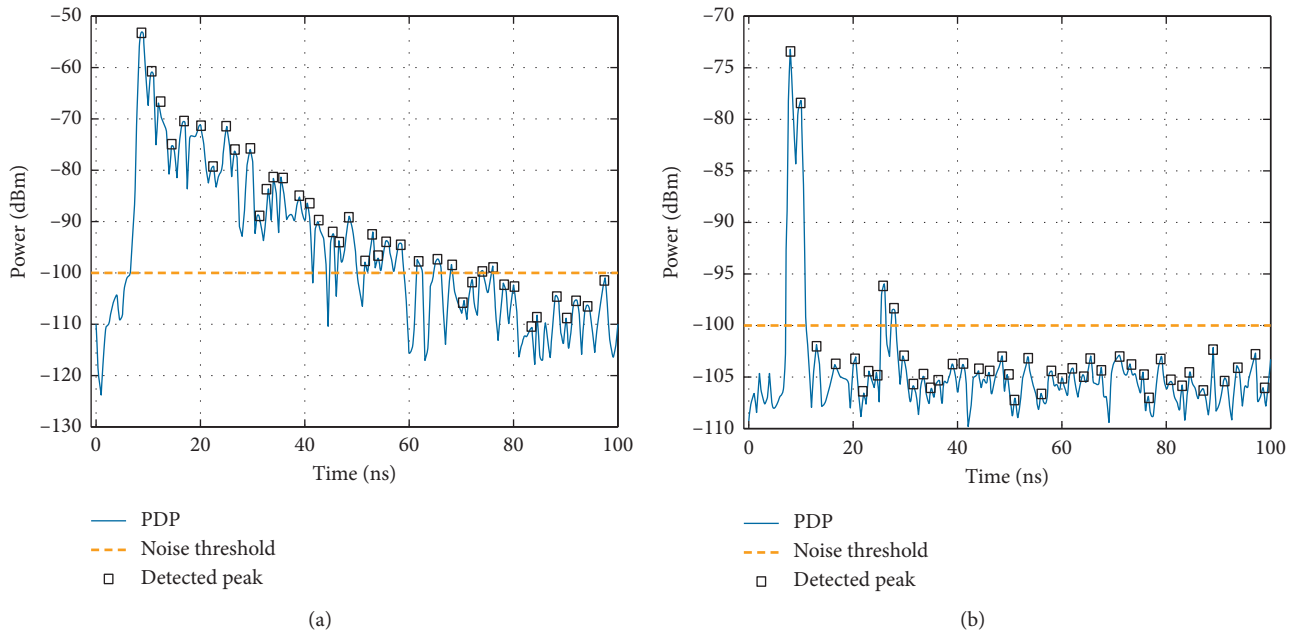 –50
–60
–70
–80
–90
–100
–110
–120
–130
Power (dBm)
0 20 40 60 80 100
Time (ns)
PDP
Noise threshold
Detected peak
(a)
–70
–75
–80
–85
–90
–95
–100
–105
–110
Power (dBm)
0 20 40 60 80 100
Time (ns)
PDP
Noise threshold
Detected peak
(b)